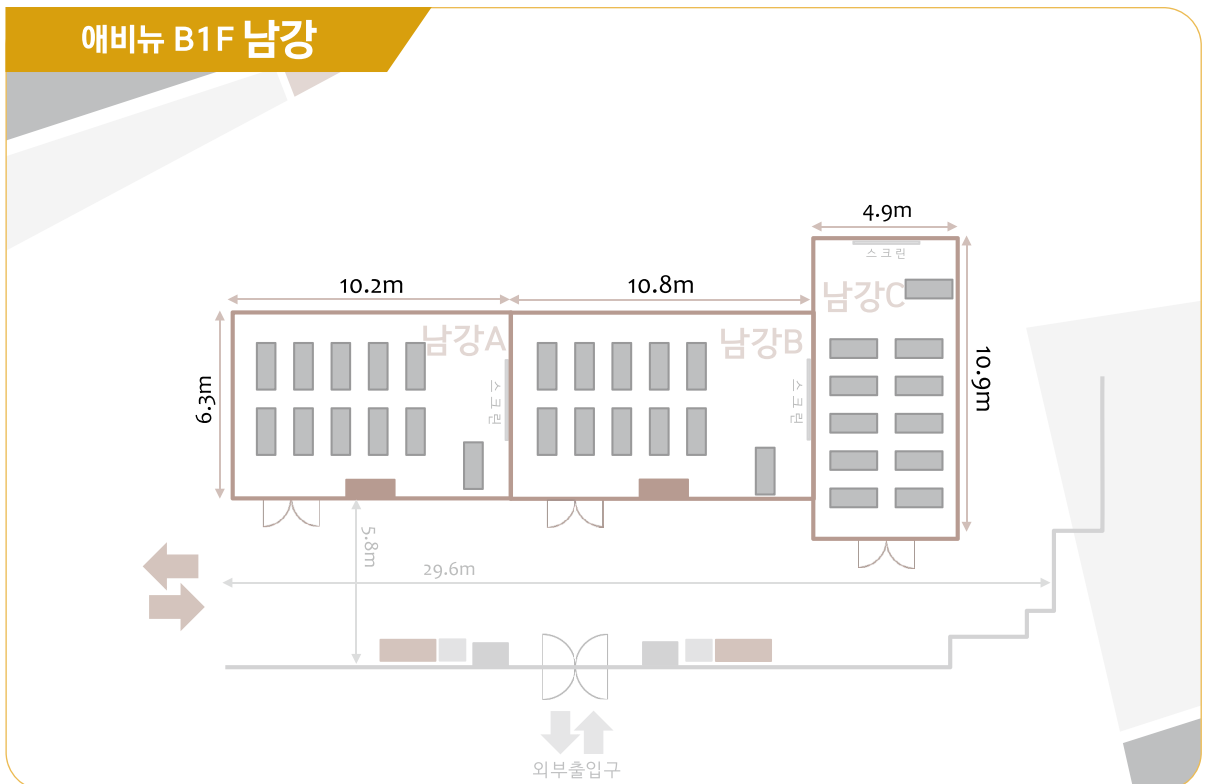 애비뉴 B1F 남강
4.9m
스크린
남강C
10.2m
10.8m
남강A
남강B
스크린
스크린
6.3m
10.9m
5.8m
29.6m
외부출입구